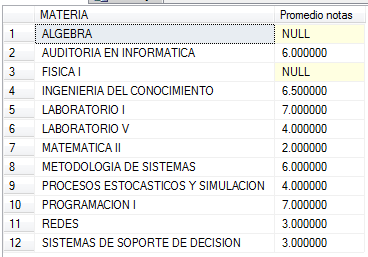 MATERIA Promedio notas
1 ALGEBRA NULL
2 AUDITORIA EN INFORMATICA 6.000000
3 FISICA I NULL
4 INGENIERIA DEL CONOCIMIENTO 6.500000
5 LABORATORIO I 7.000000
6 LABORATORIO V 4.000000
7 MATEMATICA II 2.000000
8 METODOLOGIA DE SISTEMAS 6.000000
9 PROCESOS ESTOCASTICOS Y SIMULACION 4.000000
10 PROGRAMACION I 7.000000
11 REDES 3.000000
12 SISTEMAS DE SOPORTE DE DECISION 3.000000